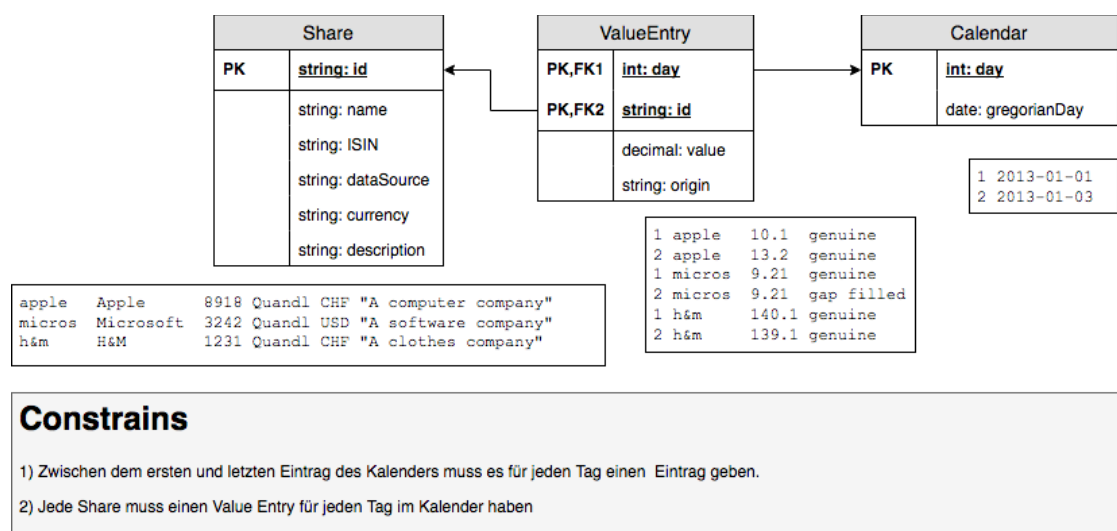 Share
PK string: id
string: name
string: ISIN
string: dataSource
string: currency
string: description
ValueEntry
PK,FK1 int: day
PK,FK2 string: id
decimal: value
string: origin
Calendar
PK int: day
date: gregorianDay
1 2013-01-01
2 2013-01-03
1 apple 10.1 genuine
2 apple 13.2 genuine
1 micros 9.21 genuine
2 micros 9.21 gap filled
1 h&m 140.1 genuine
2 h&m 139.1 genuine
apple Apple 8918 Quandl CHF "A computer company"
micros Microsoft 3242 Quandl USD "A software company"
h&m H&M 1231 Quandl CHF "A clothes company"
Constrains
1) Zwischen dem ersten und letzten Eintrag des Kalenders muss es für jeden Tag einen Eintrag geben.
2) Jede Share muss einen Value Entry für jeden Tag im Kalender haben